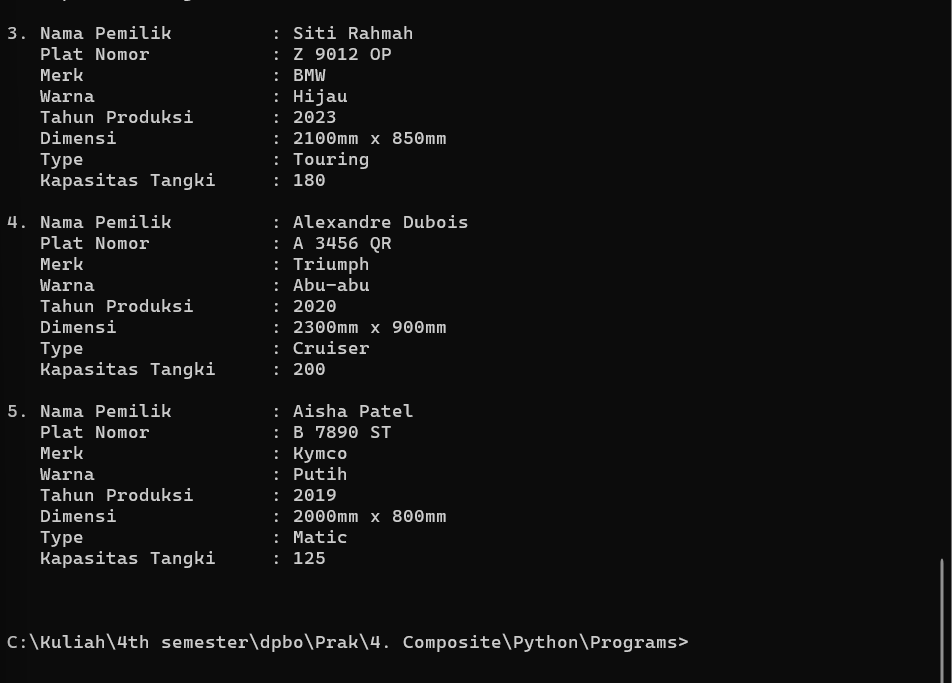 3. Nama Pemilik : Siti Rahmah
Plat Nomor : Z 9012 OP
Merk : BMW
Warna : Hijau
Tahun Produksi : 2023
Dimensi : 2100mm x 850mm
Type : Touring
Kapasitas Tangki : 180
4. Nama Pemilik : Alexandre Dubois
Plat Nomor : A 3456 QR
Merk : Triumph
Warna : Abu-abu
Tahun Produksi : 2020
Dimensi : 2300mm x 900mm
Type : Cruiser
Kapasitas Tangki : 200
5. Nama Pemilik : Aisha Patel
Plat Nomor : B 7890 ST
Merk : Kymco
Warna : Putih
Tahun Produksi : 2019
Dimensi : 2000mm x 800mm
Type : Matic
Kapasitas Tangki : 125
C:\Kuliah\4th semester\dpbo\Prak\4. Composite\Python\Programs>